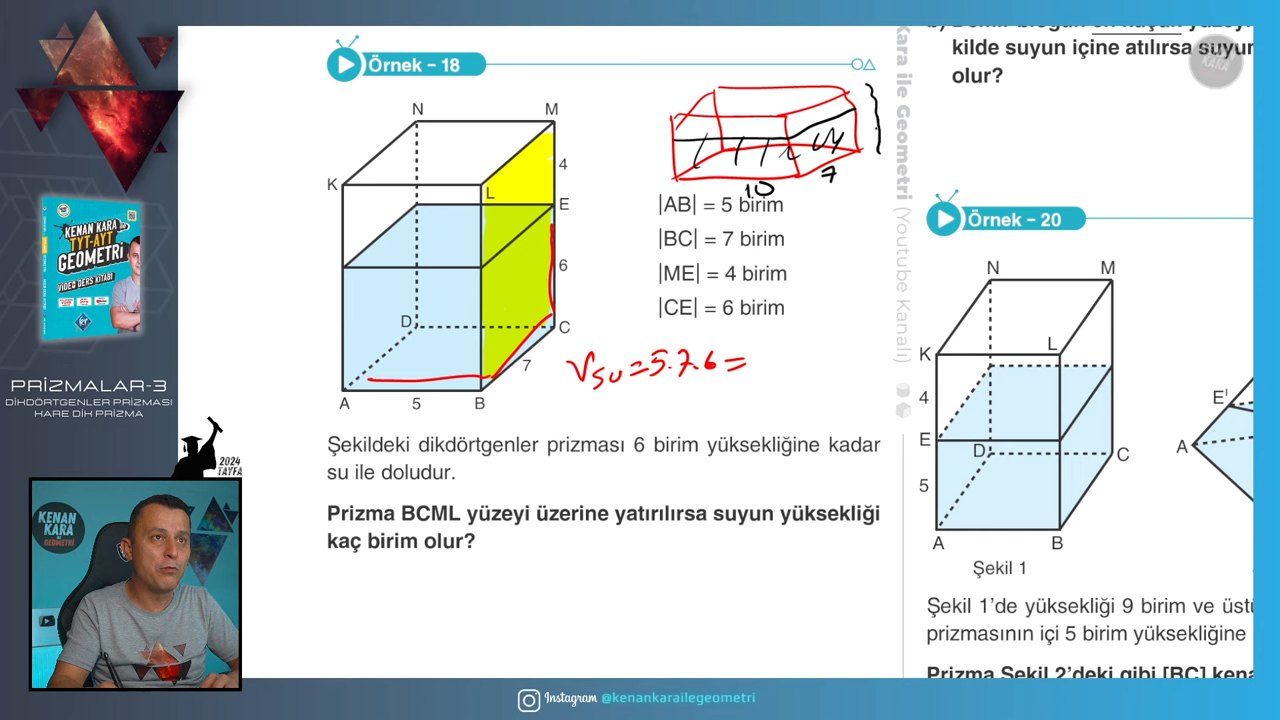 Örnek – 18
N
M
4
K
L
E
6
D
C
7
A
5
B
10
7
|AB| = 5 birim
|BC| = 7 birim
|ME| = 4 birim
|CE| = 6 birim
Vsu = 5.7.6 =
Şekildeki dikdörtgenler prizması 6 birim yüksekliğine kadar
su ile doludur.
Prizma BCML yüzeyi üzerine yatırılırsa suyun yüksekliği
kaç birim olur?
Kara ile Geometri (Youtube Kanalı)
kilde suyun içine atılırsa suyun
olur?
Örnek – 20
N
M
K
L
4
E
D
C
5
A
B
Şekil 1
E'
A
Şekil 1'de yüksekliği 9 birim ve üstü
prizmasının içi 5 birim yüksekliğine
Prizma Şekil 2'deki gibi [BC] kena
KENAN KARA
TYT-AYT
GEOMETRİ
VİDEO DERS KİTABI
PRİZMALAR-3
DİKDÖRTGENLER PRİZMASI
KARE DİK PRİZMA
2024
TAYFA
KENAN
KARA
GEOMETRİ
Instagram @kenankarailegeometri